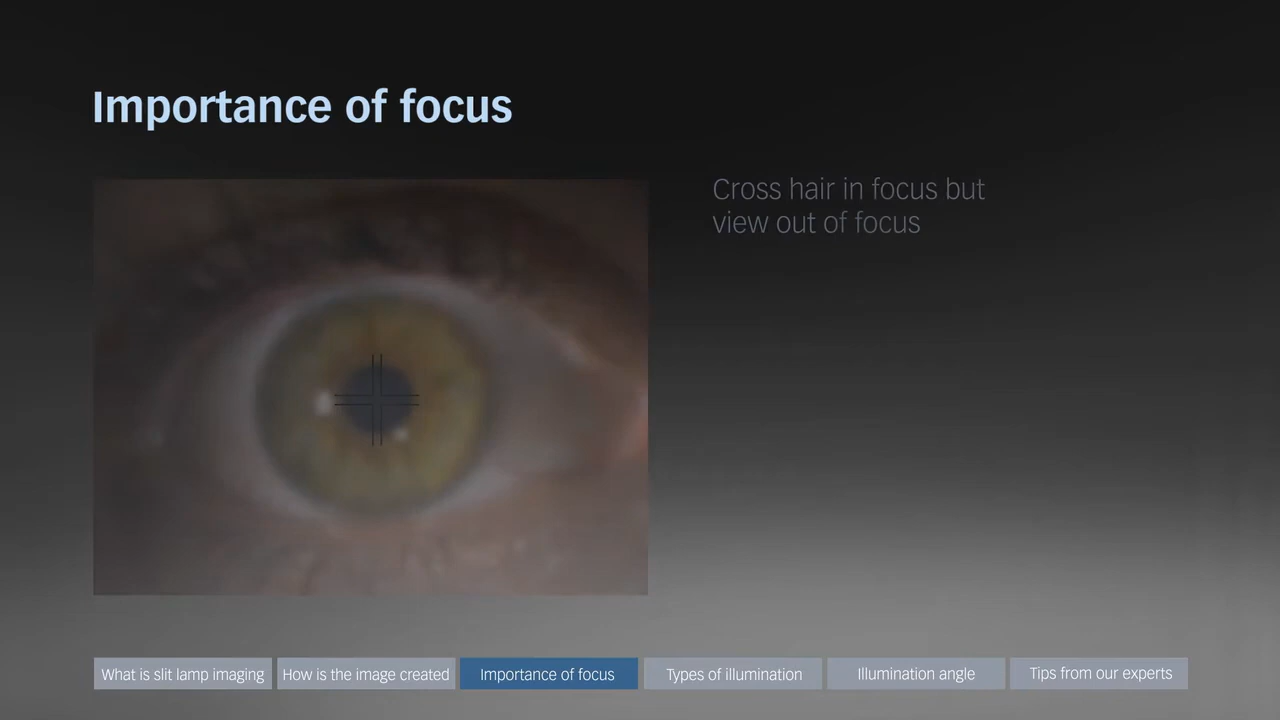 Importance of focus
Cross hair in focus but
view out of focus
What is slit lamp imaging
How is the image created
Importance of focus
Types of illumination
Illumination angle
Tips from our experts